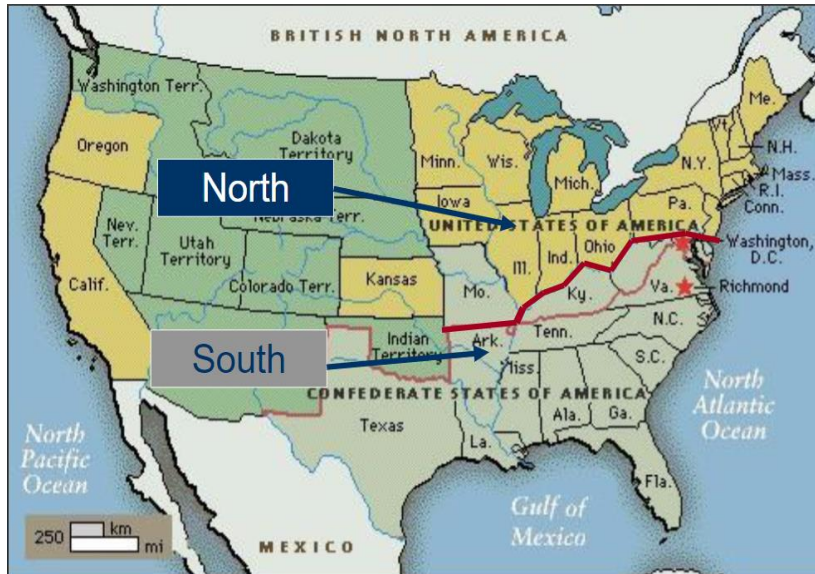 BRITISH NORTH AMERICA
Washington Terr.
Oregon
Dakota
Territory
Minn.
Wis.
Mich.
Me.
Vt.
N.H.
N.Y.
Mass.
R.I.
Conn.
North
Nebraska Terr.
Iowa
Pa.
UNITED STATES OF AMERICA
Nev.
Terr.
Utah
Territory
Colorado Terr.
Kansas
Ill.
Ind.
Ohio
Washington,
D.C.
Calif.
Mo.
Ky.
Va.
Richmond
South
Indian
Territory
Ark.
Tenn.
N.C.
Miss.
S.C.
CONFEDERATE STATES OF AMERICA
Texas
La.
Ala.
Ga.
Fla.
North
Atlantic
Ocean
North
Pacific
Ocean
Gulf of
Mexico
250
km
mi
MEXICO